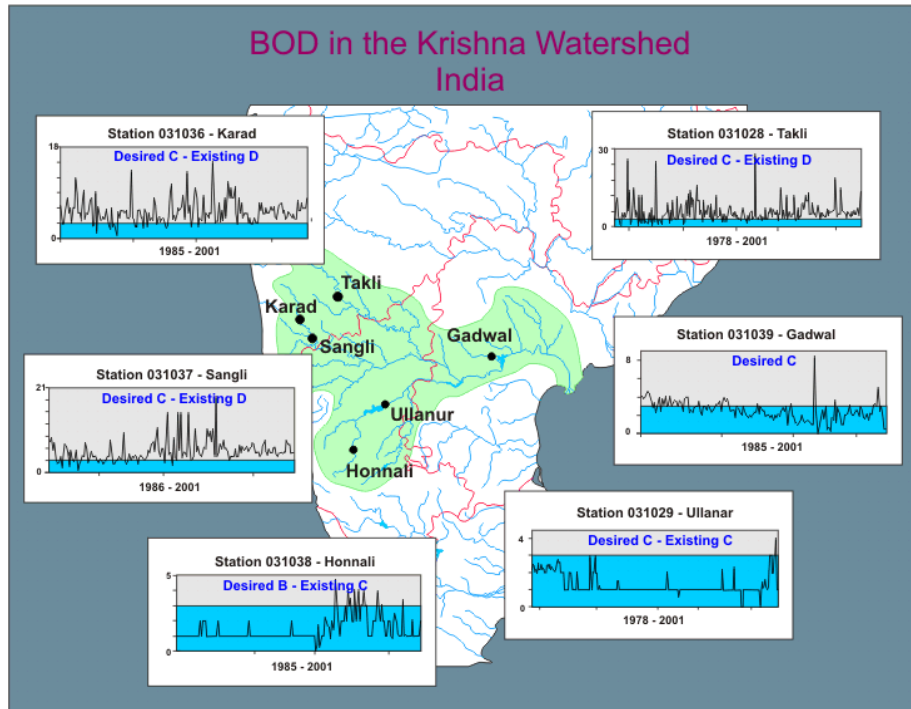 BOD in the Krishna Watershed
India
Station 031036 - Karad
18
Desired C - Existing D
0
1985 - 2001
Station 031028 - Takli
30
Desired C - Existing D
0
1978 - 2001
Takli
Karad
Sangli
Gadwal
Ullanur
Honnali
Station 031037 - Sangli
21
Desired C - Existing D
0
1986 - 2001
Station 031039 - Gadwal
8
Desired C
0
1985 - 2001
Station 031038 - Honnali
5
Desired B - Existing C
0
1985 - 2001
Station 031029 - Ullanar
4
Desired C - Existing C
0
1978 - 2001